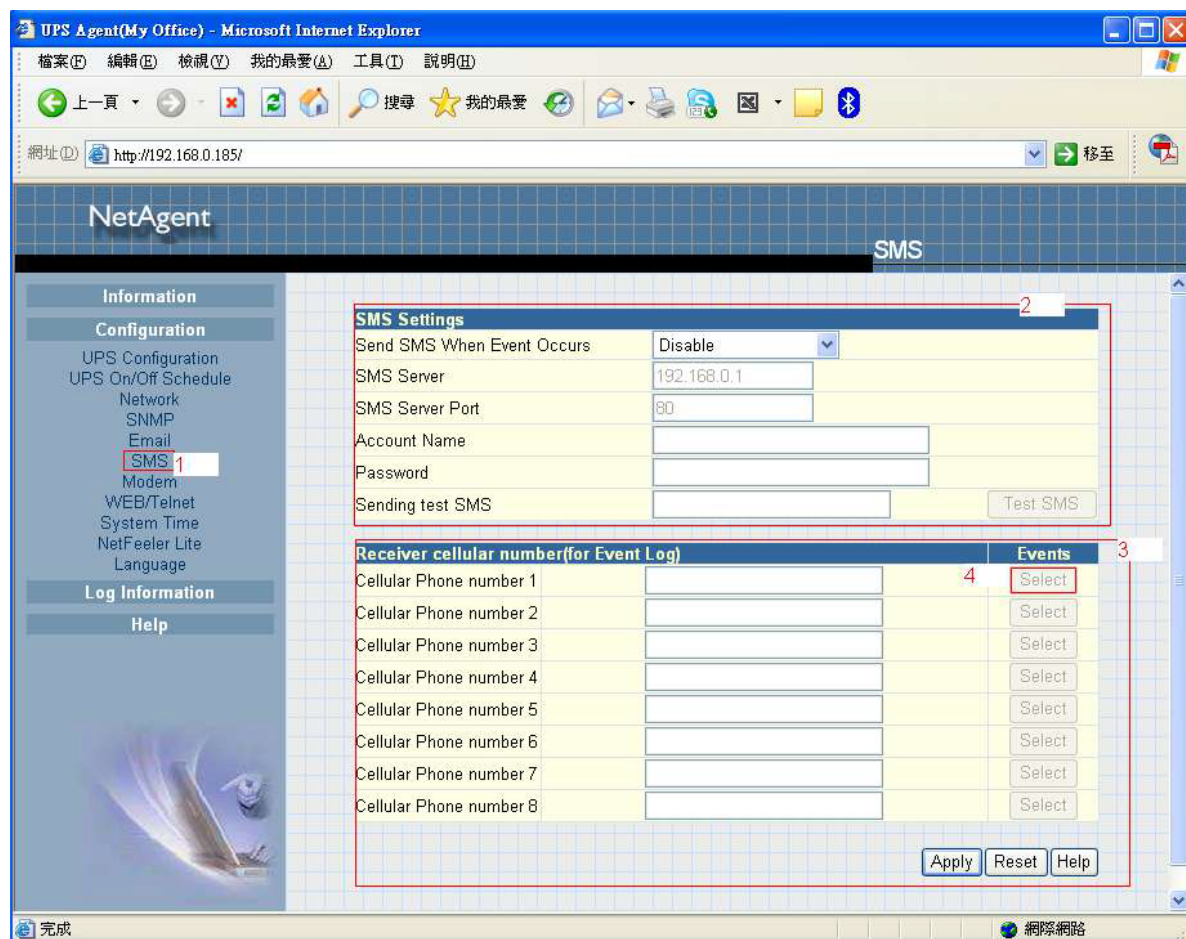 UPS Agent(My Office) - Microsoft Internet Explorer
檔案(F) 編輯(E) 檢視(V) 我的最愛(A) 工具(T) 說明(H)
上一頁 搜尋 我的最愛
網址(D) http://192.168.0.185/ 移至
NetAgent
SMS
Information
Configuration
UPS Configuration
UPS On/Off Schedule
Network
SNMP
Email
SMS 1
Modem
WEB/Telnet
System Time
NetFeeler Lite
Language
Log Information
Help
2
SMS Settings
Send SMS When Event Occurs Disable
SMS Server 192.168.0.1
SMS Server Port 80
Account Name
Password
Sending test SMS Test SMS
Receiver cellular number(for Event Log) Events 3
Cellular Phone number 1 4 Select
Cellular Phone number 2 Select
Cellular Phone number 3 Select
Cellular Phone number 4 Select
Cellular Phone number 5 Select
Cellular Phone number 6 Select
Cellular Phone number 7 Select
Cellular Phone number 8 Select
Apply Reset Help
完成 網際網路